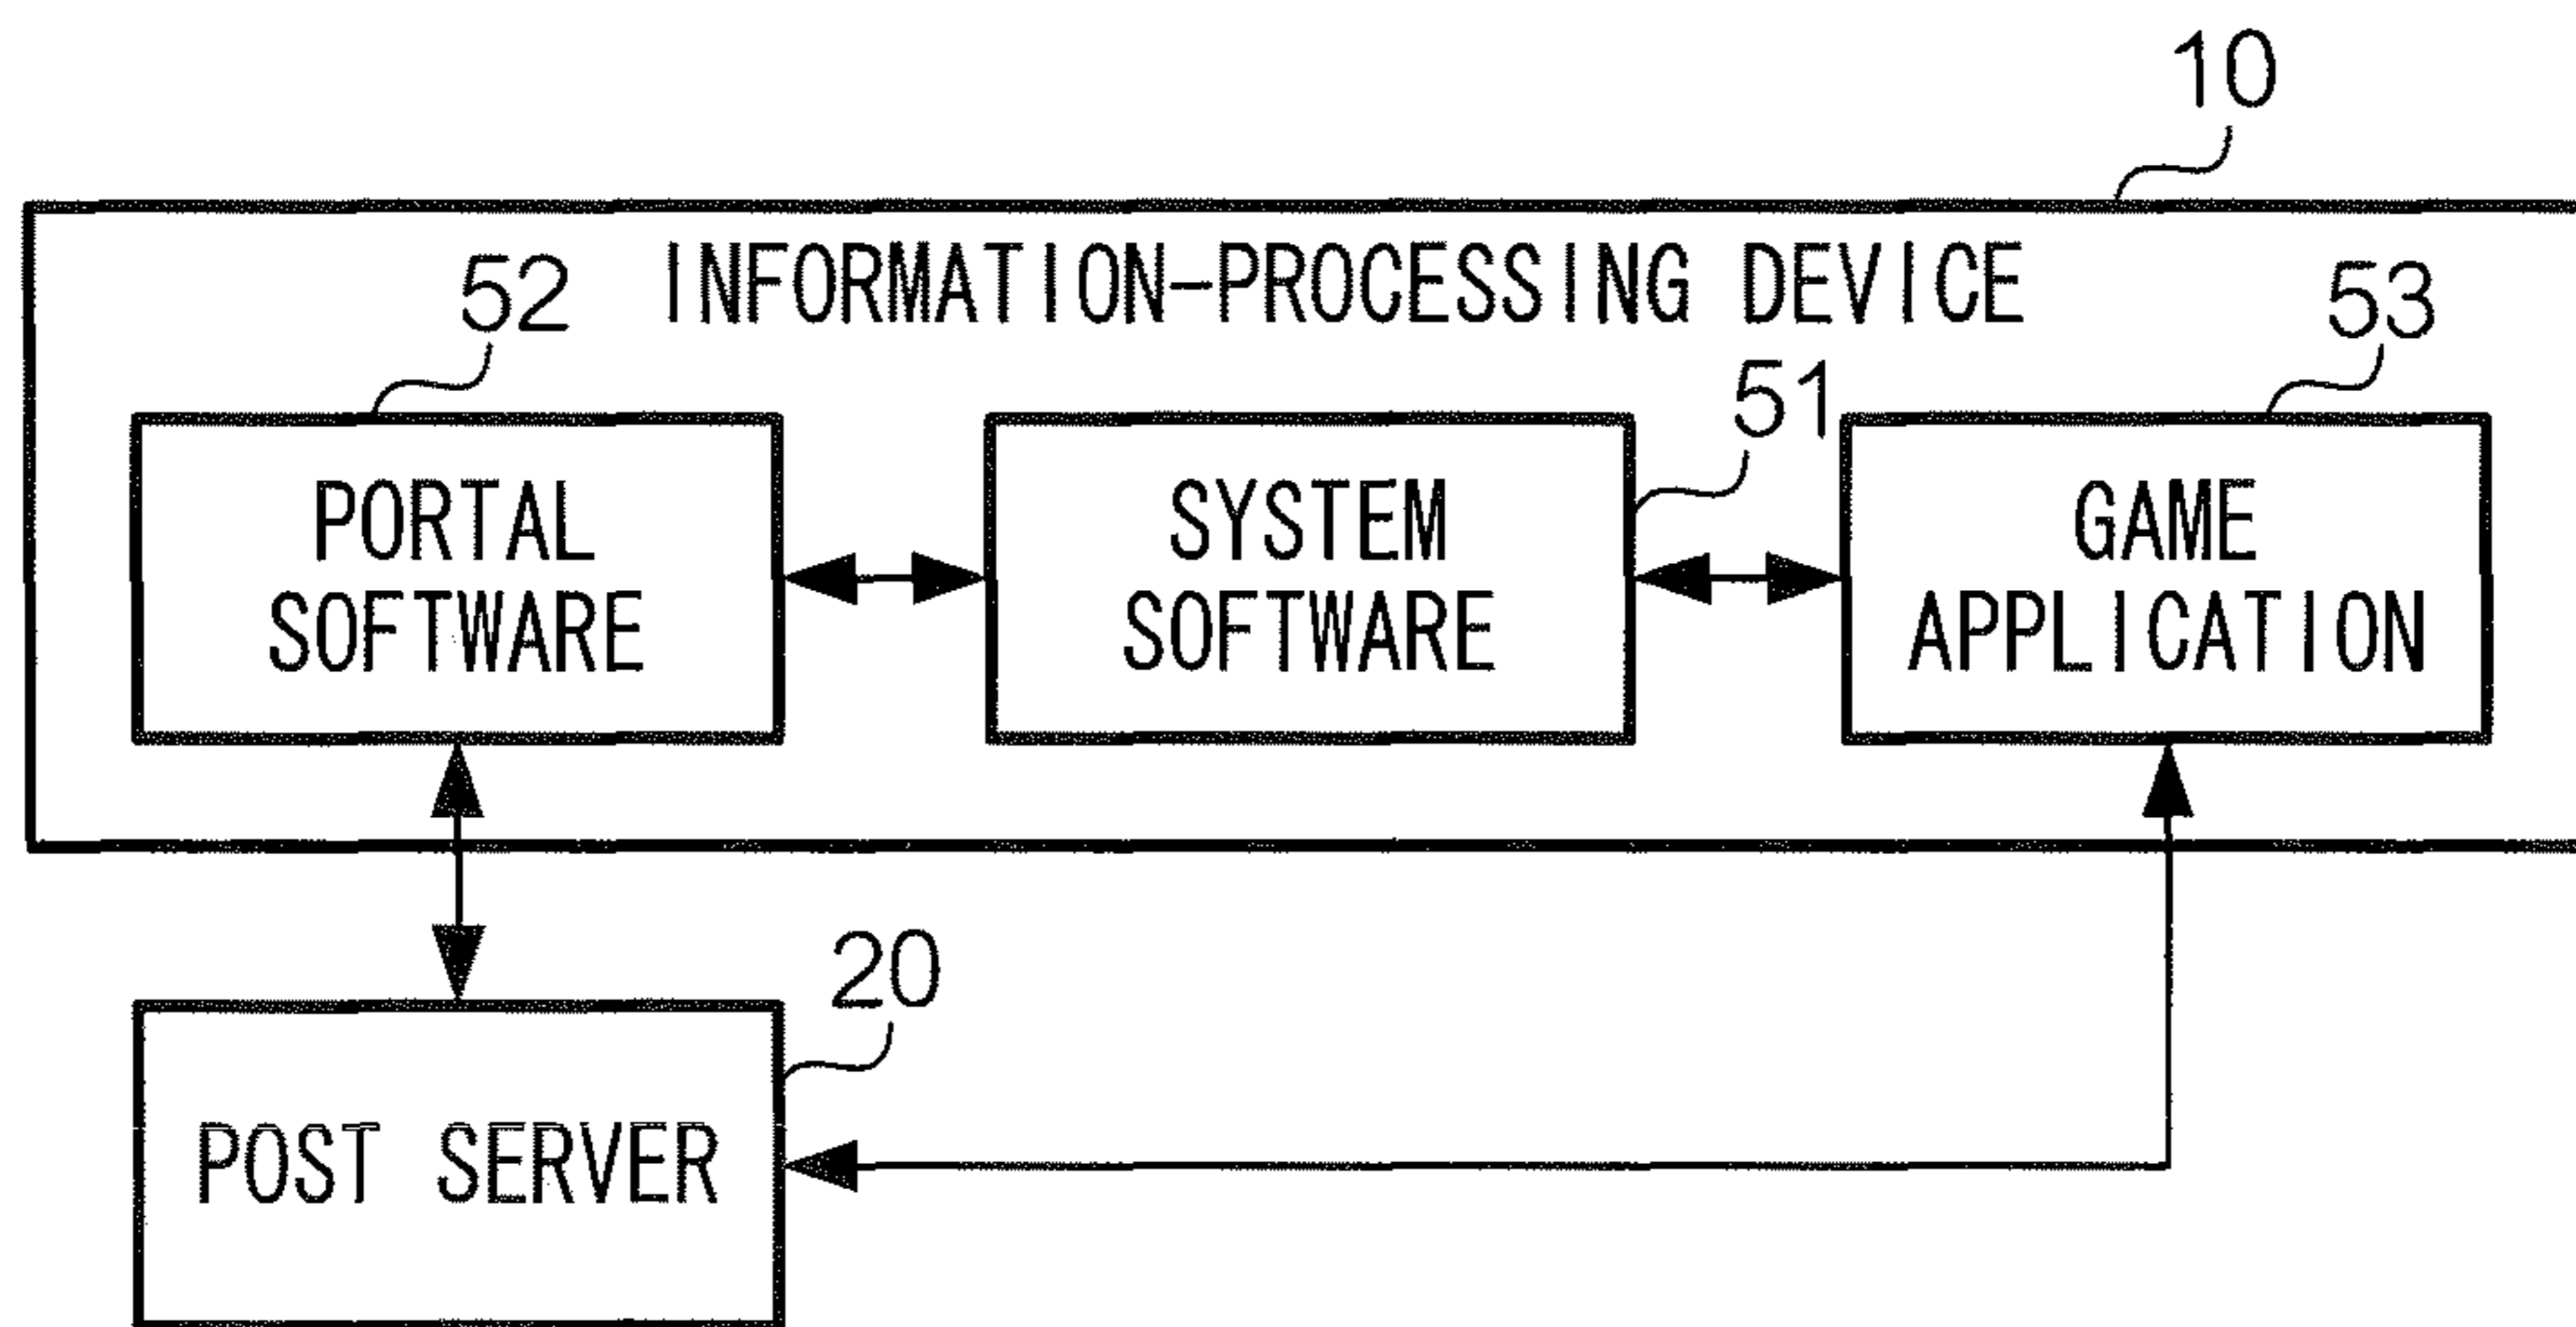 10
INFORMATION-PROCESSING DEVICE
52
53
51
PORTAL
SOFTWARE
SYSTEM
SOFTWARE
GAME
APPLICATION
20
POST SERVER